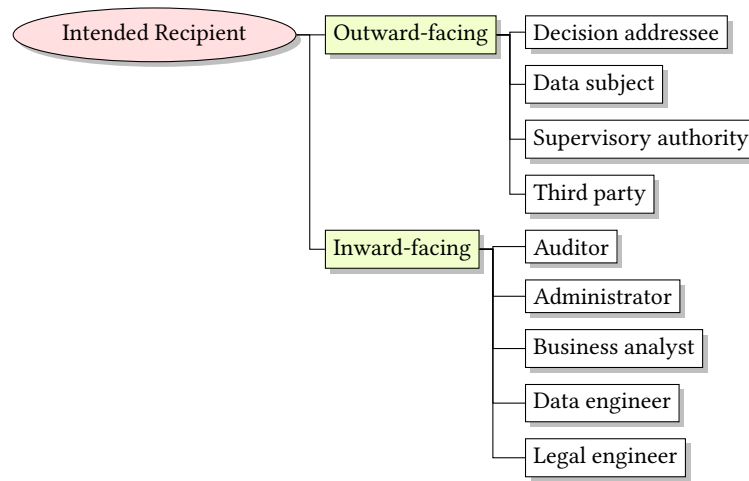 Intended Recipient
Outward-facing
Decision addressee
Data subject
Supervisory authority
Third party
Inward-facing
Auditor
Administrator
Business analyst
Data engineer
Legal engineer